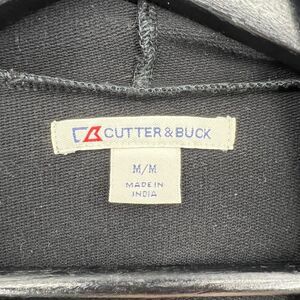 CUTTER & BUCK
M/M
MADE IN
INDIA